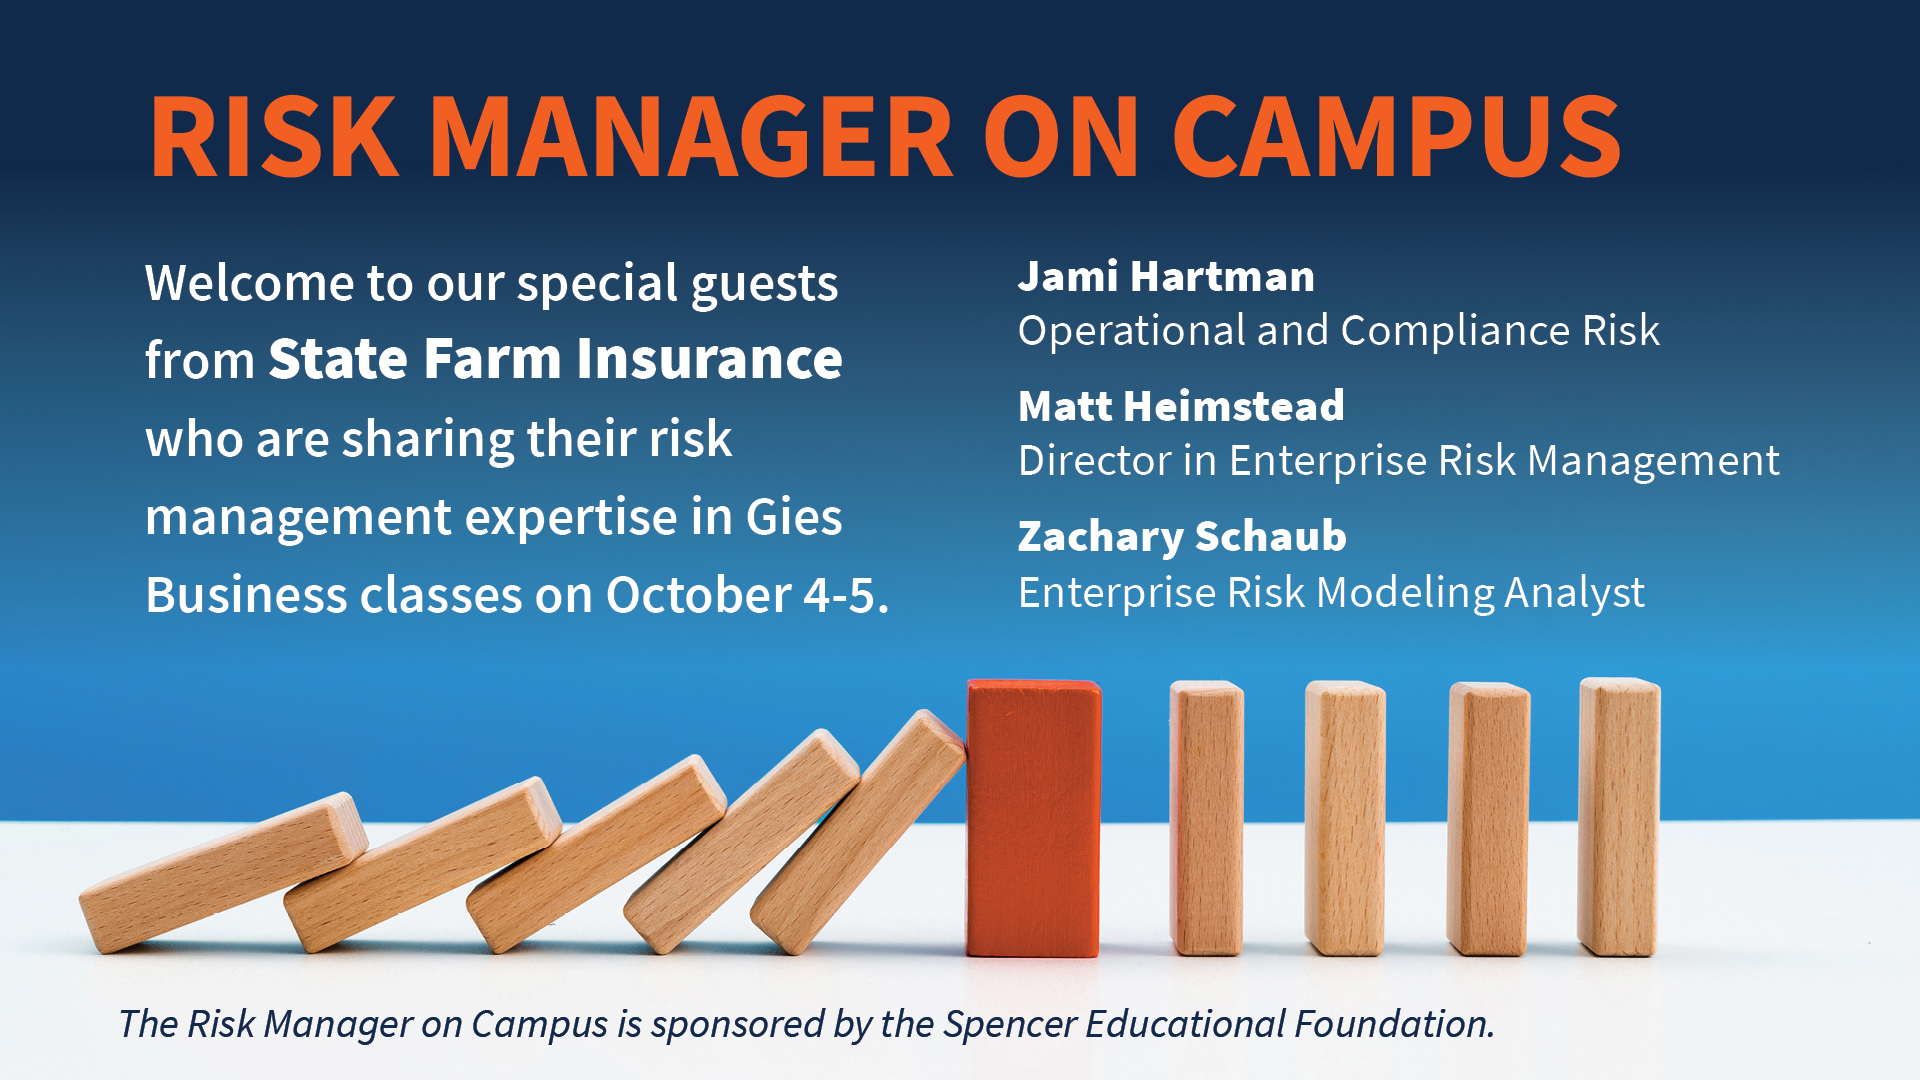 RISK MANAGER ON CAMPUS
Welcome to our special guests
from State Farm Insurance
who are sharing their risk
management expertise in Gies
Business classes on October 4-5.
Jami Hartman
Operational and Compliance Risk
Matt Heimstead
Director in Enterprise Risk Management
Zachary Schaub
Enterprise Risk Modeling Analyst
The Risk Manager on Campus is sponsored by the Spencer Educational Foundation.